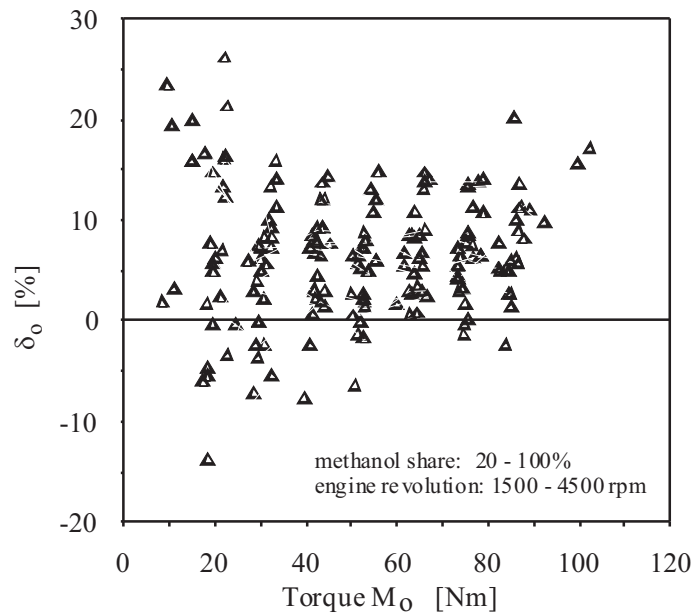 30
20
10
0
-10
-20
δo [%]
methanol share: 20 - 100%
engine revolution: 1500 - 4500 rpm
0 20 40 60 80 100 120
Torque Mo [Nm]